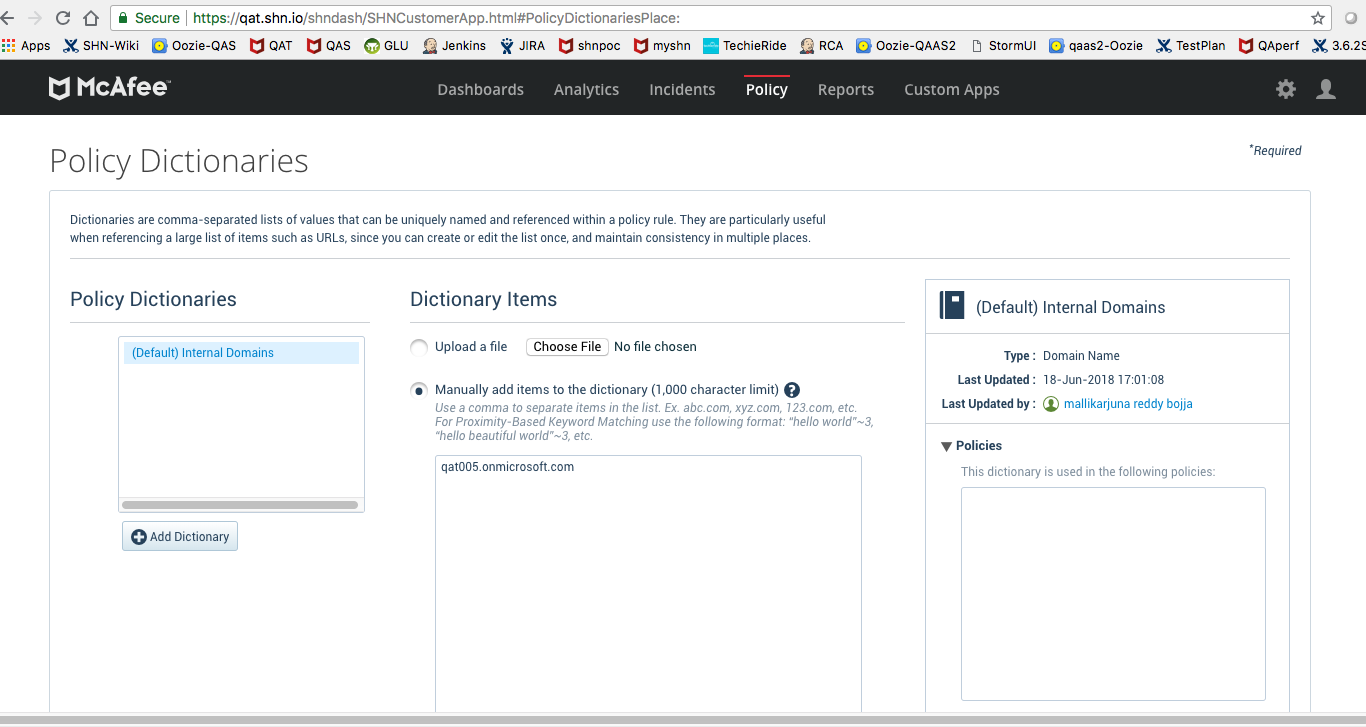 Secure https://qat.shn.io/shndash/SHNCustomerApp.html#PolicyDictionariesPlace:
Apps SHN-Wiki Oozie-QAS QAT QAS GLU Jenkins JIRA shnpoc myshn TechieRide RCA Oozie-QAAS2 StormUI qaas2-Oozie TestPlan QAperf 3.6.2S
McAfee™ Dashboards Analytics Incidents Policy Reports Custom Apps
Policy Dictionaries
*Required
Dictionaries are comma-separated lists of values that can be uniquely named and referenced within a policy rule. They are particularly useful
when referencing a large list of items such as URLs, since you can create or edit the list once, and maintain consistency in multiple places.
Policy Dictionaries
(Default) Internal Domains
Add Dictionary
Dictionary Items
Upload a file Choose File No file chosen
Manually add items to the dictionary (1,000 character limit) ?
Use a comma to separate items in the list. Ex. abc.com, xyz.com, 123.com, etc.
For Proximity-Based Keyword Matching use the following format: “hello world”~3,
“hello beautiful world”~3, etc.
qat005.onmicrosoft.com
(Default) Internal Domains
Type : Domain Name
Last Updated : 18-Jun-2018 17:01:08
Last Updated by : mallikarjuna reddy bojja
Policies
This dictionary is used in the following policies: